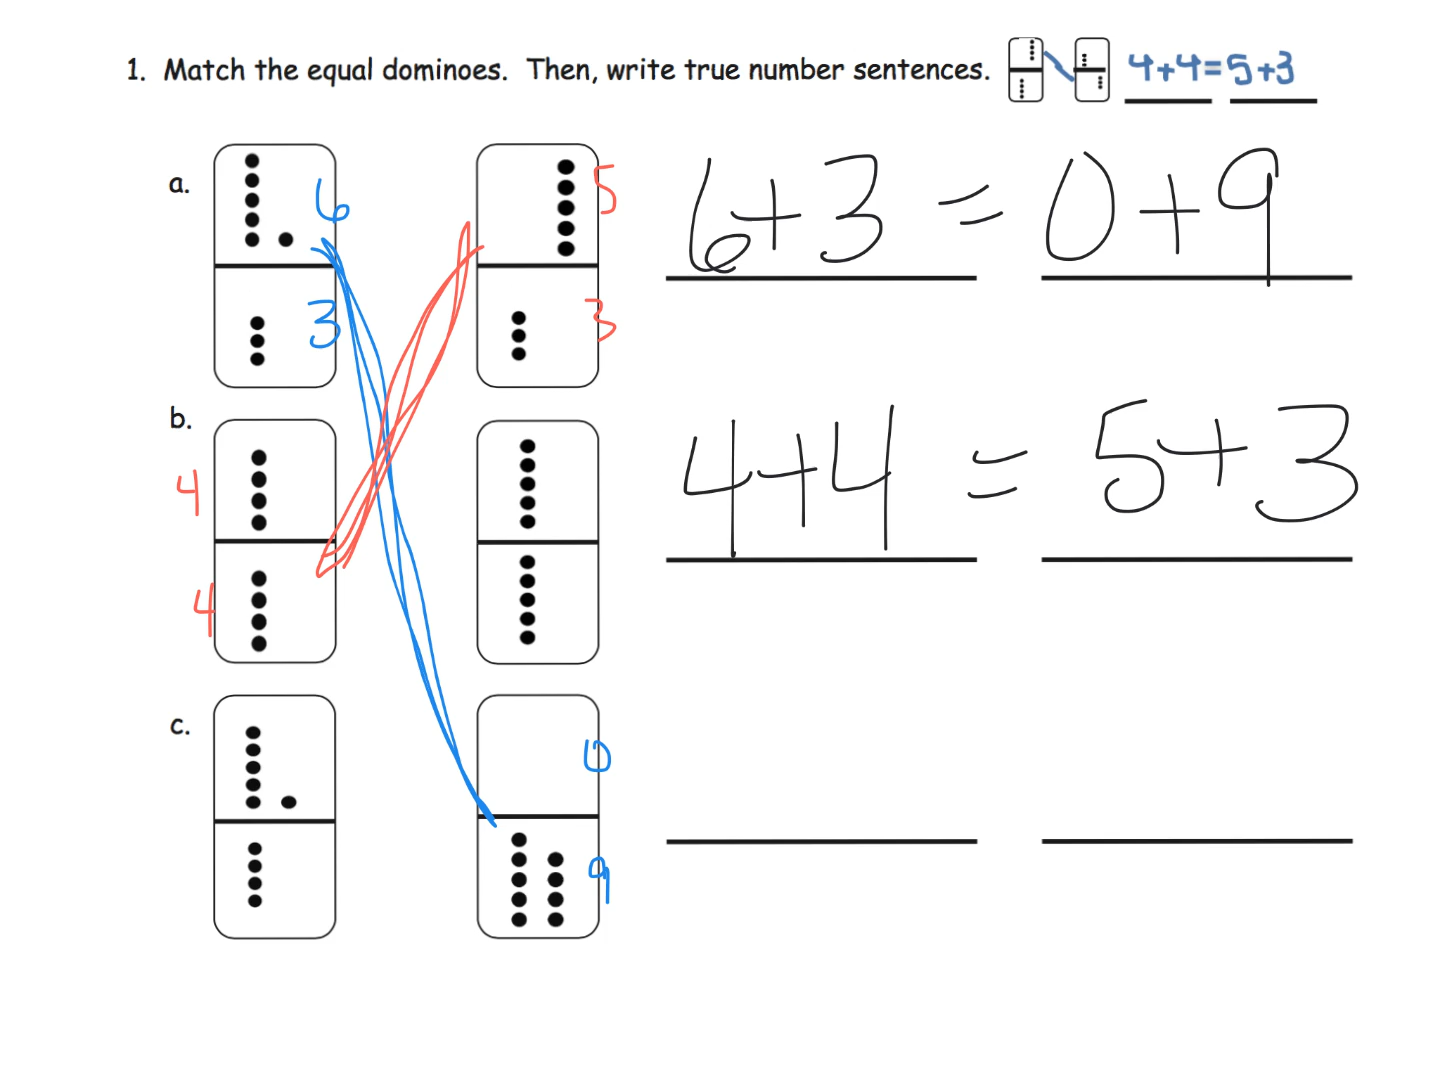 1. Match the equal dominoes. Then, write true number sentences. 4+4=5+3
a. 6 5 6+3 = 0+9
3 3
b. 4+4 = 5+3
4
4
c. 0
9